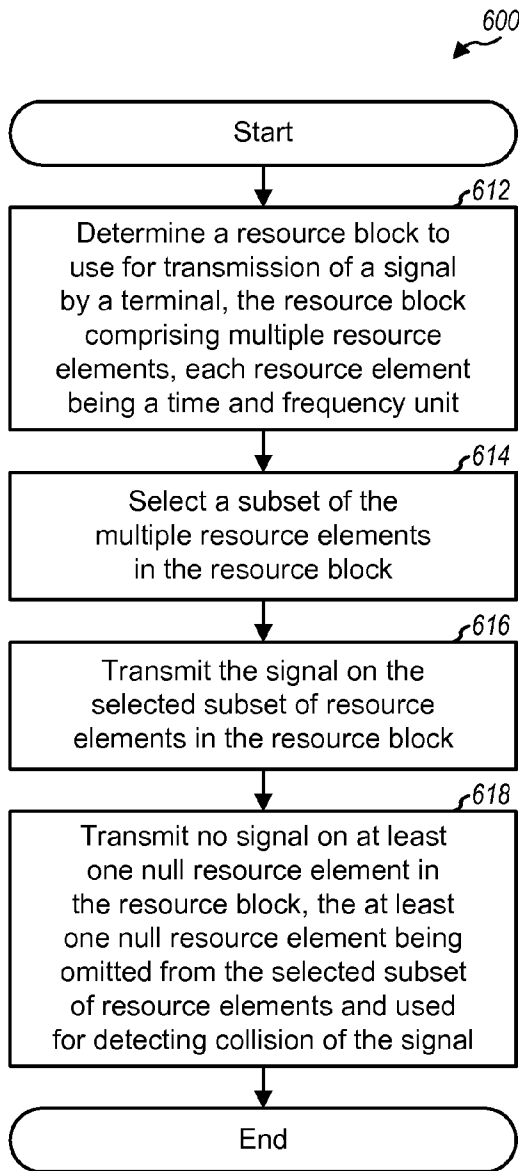 600
Start
612
Determine a resource block to
use for transmission of a signal
by a terminal, the resource block
comprising multiple resource
elements, each resource element
being a time and frequency unit
614
Select a subset of the
multiple resource elements
in the resource block
616
Transmit the signal on the
selected subset of resource
elements in the resource block
618
Transmit no signal on at least
one null resource element in
the resource block, the at least
one null resource element being
omitted from the selected subset
of resource elements and used
for detecting collision of the signal
End